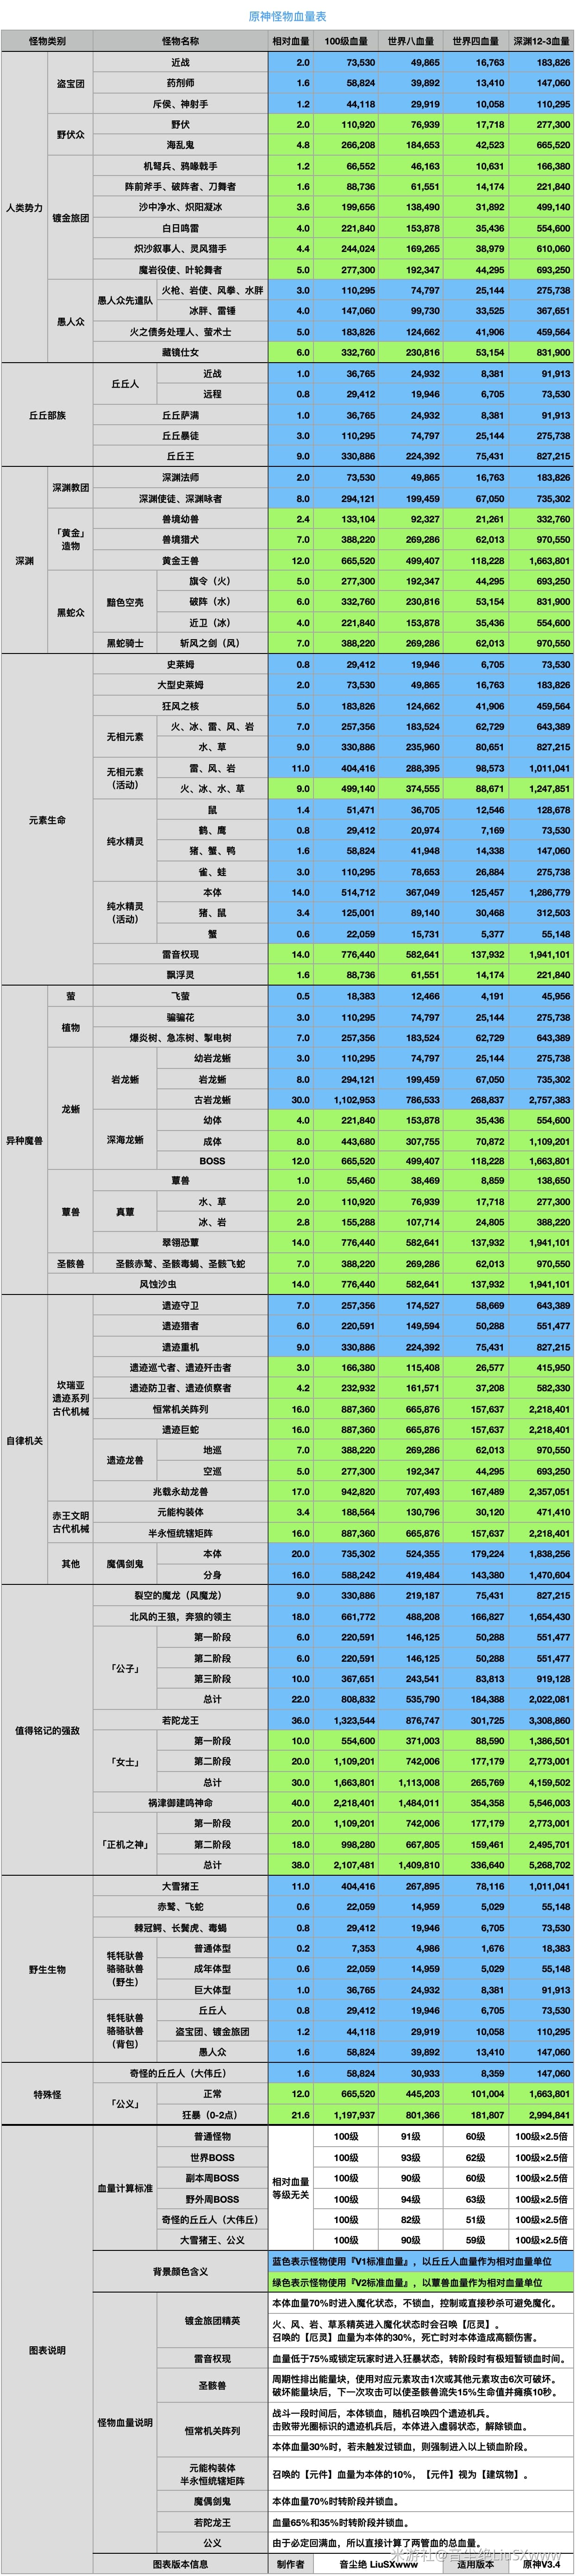 原神怪物血量表
怪物类别 怪物名称 相对血量 100级血量 世界八血量 世界四血量 深渊12-3血量
人类势力 盗宝团 近战 2.0 73,530 49,865 16,763 183,826
药剂师 1.6 58,824 39,892 13,410 147,060
斥侯、神射手 1.2 44,118 29,919 10,058 110,295
野伏众 野伏 2.0 110,920 76,939 17,718 277,300
海乱鬼 4.8 266,208 184,653 42,523 665,520
镀金旅团 机弩兵、鸦喙戟手 1.2 66,552 46,163 10,631 166,380
阵前斧手、破阵者、刀舞者 1.6 88,736 61,551 14,174 221,840
沙中净水、炽阳凝冰 3.6 199,656 138,490 31,892 499,140
白日鸣雷 4.0 221,840 153,878 35,436 554,600
炽沙叙事人、灵风猎手 4.4 244,024 169,265 38,979 610,060
魔岩役使、叶轮舞者 5.0 277,300 192,347 44,295 693,250
愚人众 愚人众先遣队 火枪、岩使、风拳、水胖 3.0 110,295 74,797 25,144 275,738
冰胖、雷锤 4.0 147,060 99,730 33,525 367,651
火之债务处理人、萤术士 5.0 183,826 124,662 41,906 459,564
藏镜仕女 6.0 332,760 230,816 53,154 831,900
丘丘部族 丘丘人 近战 1.0 36,765 24,932 8,381 91,913
远程 0.8 29,412 19,946 6,705 73,530
丘丘萨满 1.0 36,765 24,932 8,381 91,913
丘丘暴徒 3.0 110,295 74,797 25,144 275,738
丘丘王 9.0 330,886 224,392 75,431 827,215
深渊 深渊教团 深渊法师 2.0 73,530 49,865 16,763 183,826
深渊使徒、深渊咏者 8.0 294,121 199,459 67,050 735,302
「黄金」造物 兽境幼兽 2.4 133,104 92,327 21,261 332,760
兽境猎犬 7.0 388,220 269,286 62,013 970,550
黄金王兽 12.0 665,520 499,407 118,228 1,663,801
黑蛇众 黯色空壳 旗令（火） 5.0 277,300 192,347 44,295 693,250
破阵（水） 6.0 332,760 230,816 53,154 831,900
近卫（冰） 4.0 221,840 153,878 35,436 554,600
黑蛇骑士 斩风之剑（风） 7.0 388,220 269,286 62,013 970,550
元素生命 史莱姆 0.8 29,412 19,946 6,705 73,530
大型史莱姆 2.0 73,530 49,865 16,763 183,826
狂风之核 5.0 183,826 124,662 41,906 459,564
无相元素 火、冰、雷、风、岩 7.0 257,356 183,524 62,729 643,389
水、草 9.0 330,886 235,960 80,651 827,215
无相元素（活动） 雷、风、岩 11.0 404,416 288,395 98,573 1,011,041
火、冰、水、草 9.0 499,140 374,555 88,671 1,247,851
纯水精灵 鼠 1.4 51,471 36,705 12,546 128,678
鹤、鹰 0.8 29,412 20,974 7,169 73,530
猪、蟹、鸭 1.6 58,824 41,948 14,338 147,060
雀、蛙 3.0 110,295 78,653 26,884 275,738
纯水精灵（活动） 本体 14.0 514,712 367,049 125,457 1,286,779
猪、鼠 3.4 125,001 89,140 30,468 312,503
蟹 0.6 22,059 15,731 5,377 55,148
雷音权现 14.0 776,440 582,641 137,932 1,941,101
飘浮灵 1.6 88,736 61,551 14,174 221,840
异种魔兽 萤 飞萤 0.5 18,383 12,466 4,191 45,956
植物 骗骗花 3.0 110,295 74,797 25,144 275,738
爆炎树、急冻树、掣电树 7.0 257,356 183,524 62,729 643,389
龙蜥 岩龙蜥 幼岩龙蜥 3.0 110,295 74,797 25,144 275,738
岩龙蜥 8.0 294,121 199,459 67,050 735,302
古岩龙蜥 30.0 1,102,953 786,533 268,837 2,757,383
深海龙蜥 幼体 4.0 221,840 153,878 35,436 554,600
成体 8.0 443,680 307,755 70,872 1,109,201
BOSS 12.0 665,520 499,407 118,228 1,663,801
蕈兽 蕈兽 1.0 55,460 38,469 8,859 138,650
真蕈 水、草 2.0 110,920 76,939 17,718 277,300
冰、岩 2.8 155,288 107,714 24,805 388,220
翠翎恐蕈 14.0 776,440 582,641 137,932 1,941,101
圣骸兽 圣骸赤鹫、圣骸毒蝎、圣骸飞蛇 7.0 388,220 269,286 62,013 970,550
风蚀沙虫 14.0 776,440 582,641 137,932 1,941,101
自律机关 坎瑞亚遗迹系列古代机械 遗迹守卫 7.0 257,356 174,527 58,669 643,389
遗迹猎者 6.0 220,591 149,594 50,288 551,477
遗迹重机 9.0 330,886 224,392 75,431 827,215
遗迹巡弋者、遗迹歼击者 3.0 166,380 115,408 26,577 415,950
遗迹防卫者、遗迹侦察者 4.2 232,932 161,571 37,208 582,330
恒常机关阵列 16.0 887,360 665,876 157,637 2,218,401
遗迹巨蛇 16.0 887,360 665,876 157,637 2,218,401
遗迹龙兽 地巡 7.0 388,220 269,286 62,013 970,550
空巡 5.0 277,300 192,347 44,295 693,250
兆载永劫龙兽 17.0 942,820 707,493 167,489 2,357,051
赤王文明古代机械 元能构装体 3.4 188,564 130,796 30,120 471,410
半永恒统辖矩阵 16.0 887,360 665,876 157,637 2,218,401
其他 魔偶剑鬼 本体 20.0 735,302 524,355 179,224 1,838,256
分身 16.0 588,242 419,484 143,380 1,470,604
值得铭记的强敌 裂空的魔龙（风魔龙） 9.0 330,886 219,187 75,431 827,215
北风的王狼，奔狼的领主 18.0 661,772 488,208 166,827 1,654,430
「公子」 第一阶段 6.0 220,591 146,125 50,288 551,477
第二阶段 6.0 220,591 146,125 50,288 551,477
第三阶段 10.0 367,651 243,541 83,813 919,128
总计 22.0 808,832 535,790 184,388 2,022,081
若陀龙王 36.0 1,323,544 876,747 301,725 3,308,860
「女士」 第一阶段 10.0 554,600 371,003 88,590 1,386,501
第二阶段 20.0 1,109,201 742,006 177,179 2,773,001
总计 30.0 1,663,801 1,113,008 265,769 4,159,502
祸津御建鸣神命 40.0 2,218,401 1,484,011 354,358 5,546,003
「正机之神」 第一阶段 20.0 1,109,201 742,006 177,179 2,773,001
第二阶段 18.0 998,280 667,805 159,461 2,495,701
总计 38.0 2,107,481 1,409,810 336,640 5,268,702
野生生物 大雪猪王 11.0 404,416 267,895 78,116 1,011,041
赤鹫、飞蛇 0.6 22,059 14,959 5,029 55,148
棘冠鳄、长鬓虎、毒蝎 0.8 29,412 19,946 6,705 73,530
牦牦驮兽骆骆驮兽（野生） 普通体型 0.2 7,353 4,986 1,676 18,383
成年体型 0.6 22,059 14,959 5,029 55,148
巨大体型 1.0 36,765 24,932 8,381 91,913
牦牦驮兽骆骆驮兽（背包） 丘丘人 0.8 29,412 19,946 6,705 73,530
盗宝团、镀金旅团 1.2 44,118 29,919 10,058 110,295
愚人众 1.6 58,824 39,892 13,410 147,060
特殊怪 奇怪的丘丘人（大伟丘） 1.6 58,824 30,933 8,359 147,060
「公义」 正常 12.0 665,520 445,203 101,004 1,663,801
狂暴（0-2点） 21.6 1,197,937 801,366 181,807 2,994,841
图表说明 血量计算标准 普通怪物 相对血量等级无关 100级 91级 60级 100级×2.5倍
世界BOSS 100级 93级 62级 100级×2.5倍
副本周BOSS 100级 90级 60级 100级×2.5倍
野外周BOSS 100级 94级 63级 100级×2.5倍
奇怪的丘丘人（大伟丘） 100级 82级 51级 100级×2.5倍
大雪猪王、公义 100级 90级 59级 100级×2.5倍
背景颜色含义 蓝色表示怪物使用『V1标准血量』，以丘丘人血量作为相对血量单位
绿色表示怪物使用『V2标准血量』，以蕈兽血量作为相对血量单位
怪物血量说明 镀金旅团精英 本体血量70%时进入魔化状态，不锁血，控制或直接秒杀可避免魔化。
火、风、岩、草系精英进入魔化状态时会召唤【厄灵】。
召唤的【厄灵】血量为本体的30%，死亡时对本体造成高额伤害。
雷音权现 血量低于75%或锁定玩家时进入狂暴状态，转阶段时有极短暂锁血时间。
圣骸兽 周期性排出能量块，使用对应元素攻击1次或其他元素攻击6次可破坏。
破坏能量块后，下一次攻击可以使圣骸兽流失15%生命值并瘫痪10秒。
恒常机关阵列 战斗一段时间后，本体锁血，随机召唤四个遗迹机兵。
击败带光圈标识的遗迹机兵后，本体进入虚弱状态，解除锁血。
本体血量30%时，若未触发过锁血，则强制进入以上锁血阶段。
元能构装体
半永恒统辖矩阵 召唤的【元件】血量为本体的10%，【元件】视为【建筑物】。
魔偶剑鬼 本体血量70%时转阶段并锁血。
若陀龙王 血量65%和35%时转阶段并锁血。
公义 由于必定回满血，所以直接计算了两管血的总血量。
图表版本信息 制作者 音尘绝 LiuSXwww 适用版本 原神V3.4
米游社@音尘绝LiuSXwww